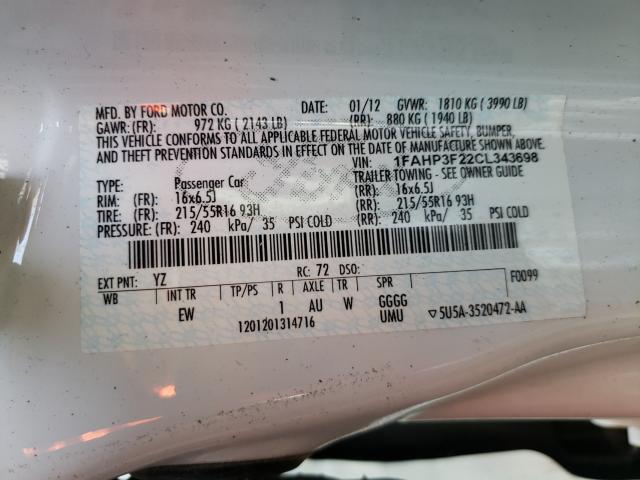 MFD. BY FORD MOTOR CO. DATE: 01/12 GVWR: 1810 KG ( 3990 LB)
GAWR: (FR): 972 KG ( 2143 LB) (RR): 880 KG ( 1940 LB)
THIS VEHICLE CONFORMS TO ALL APPLICABLE FEDERAL MOTOR VEHICLE SAFETY, BUMPER,
AND THEFT PREVENTION STANDARDS IN EFFECT ON THE DATE OF MANUFACTURE SHOWN ABOVE.
VIN: 1FAHP3F22CL343698
TYPE: Passenger Car TRAILER TOWING - SEE OWNER GUIDE
RIM: (FR): 16x6.5J (RR): 16x6.5J
TIRE: (FR): 215/55R16 93H (RR): 215/55R16 93H
PRESSURE: (FR): 240 kPa/ 35 PSI COLD (RR): 240 kPa/ 35 PSI COLD
EXT PNT: YZ RC: 72 DSO: F0099
WB INT TR TP/PS R AXLE TR SPR
EW 1 AU W GGGG
UMU
1201201314716 ▽5U5A-3520472-AA